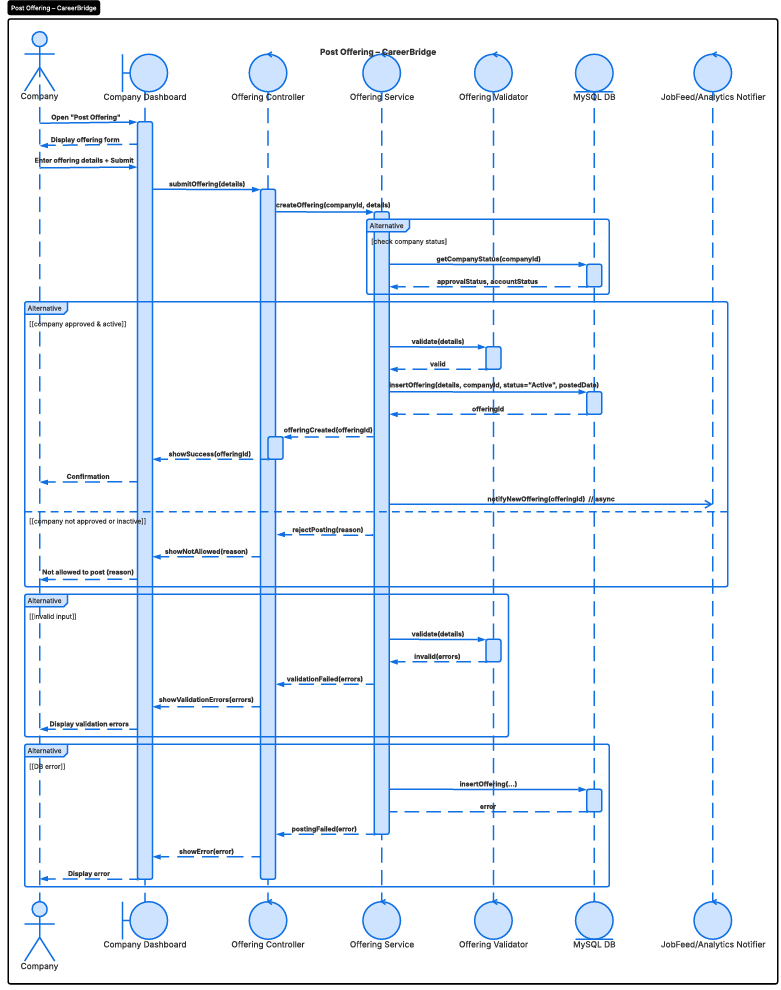 Post Offering – CareerBridge
Post Offering – CareerBridge
Company
Company Dashboard
Offering Controller
Offering Service
Offering Validator
MySQL DB
JobFeed/Analytics Notifier
Open "Post Offering"
Display offering form
Enter offering details + Submit
submitOffering(details)
createOffering(companyId, details)
Alternative
[check company status]
getCompanyStatus(companyId)
approvalStatus, accountStatus
Alternative
[[company approved & active]]
validate(details)
valid
insertOffering(details, companyId, status="Active", postedDate)
offeringId
offeringCreated(offeringId)
showSuccess(offeringId)
Confirmation
notifyNewOffering(offeringId) // async
[[company not approved or inactive]]
rejectPosting(reason)
showNotAllowed(reason)
Not allowed to post (reason)
Alternative
[[invalid input]]
validate(details)
invalid(errors)
validationFailed(errors)
showValidationErrors(errors)
Display validation errors
Alternative
[[DB error]]
insertOffering(...)
error
postingFailed(error)
showError(error)
Display error
Company
Company Dashboard
Offering Controller
Offering Service
Offering Validator
MySQL DB
JobFeed/Analytics Notifier